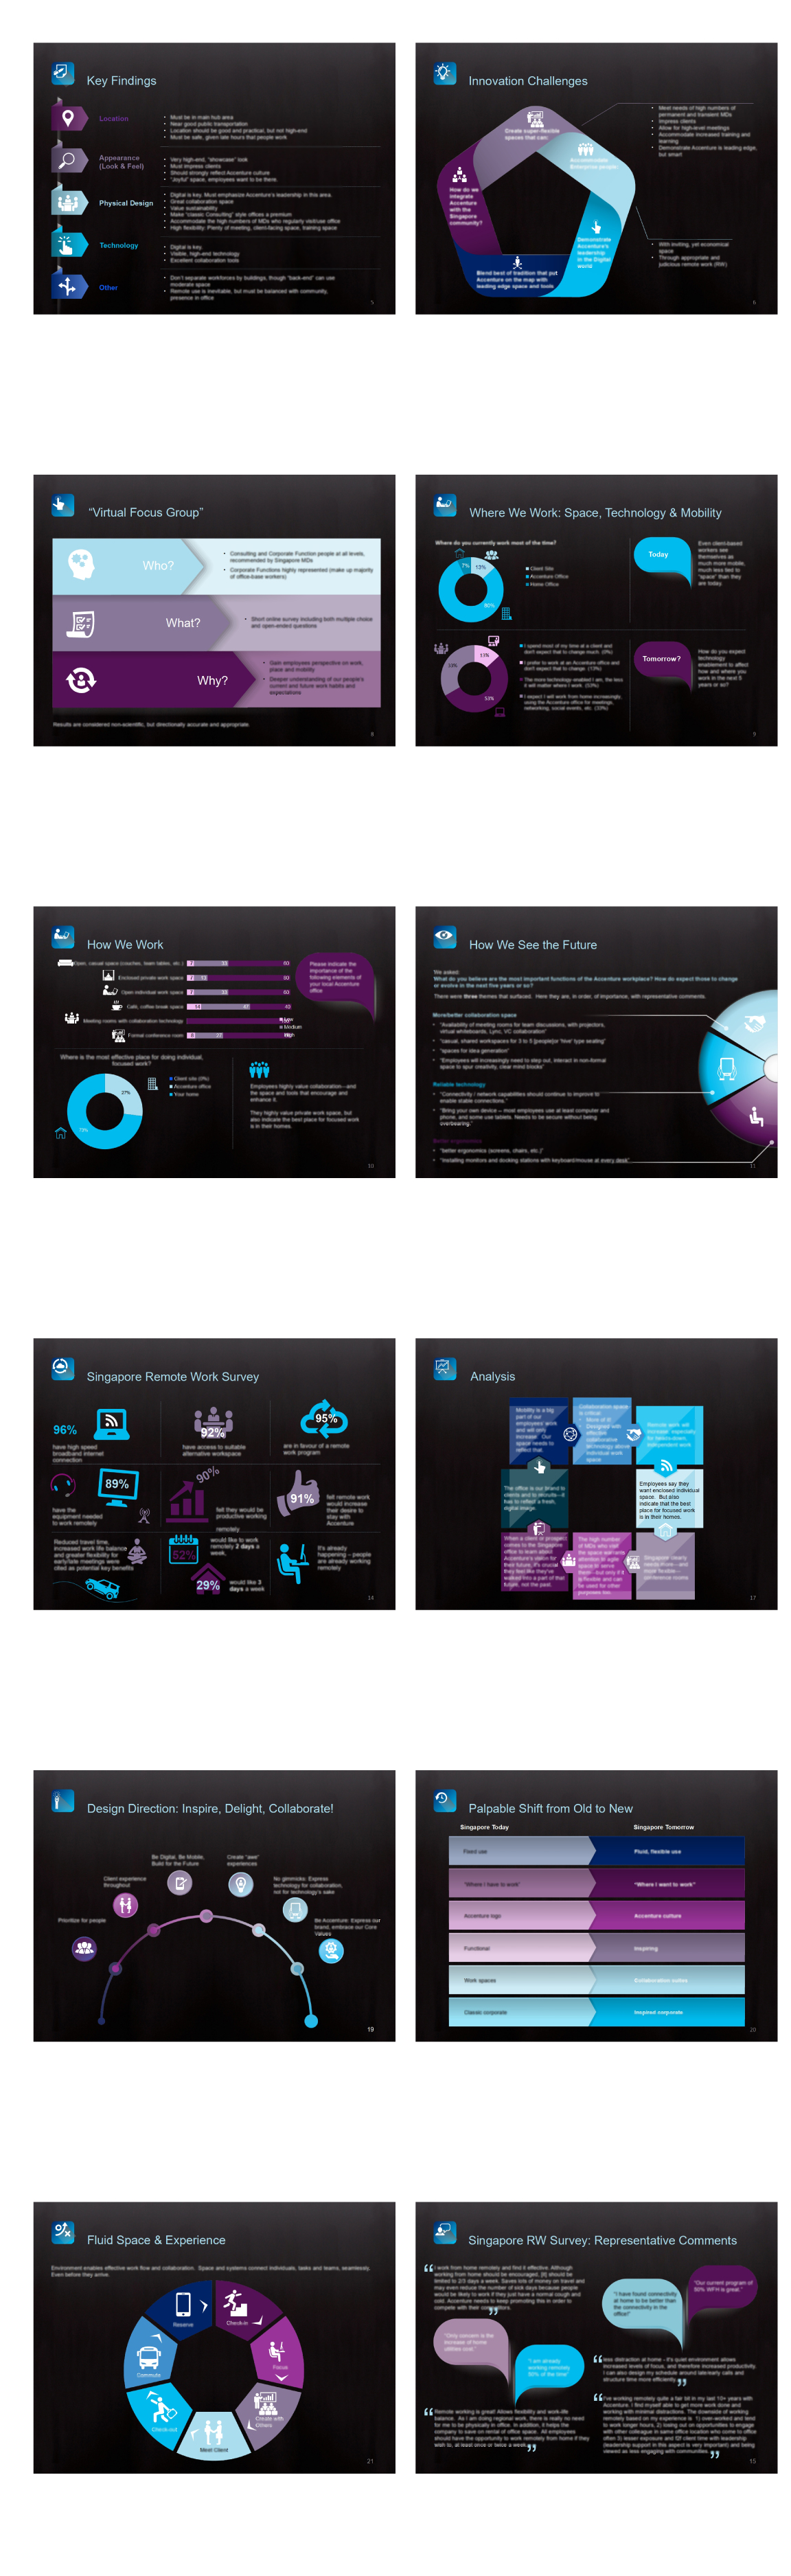 Key Findings
Location
Must be in main hub area
Near good public transportation
Location should be good and practical, but not high-end
Must be safe, given late hours that people work
Appearance
(Look & Feel)
Very high-end, "showcase" look
Must impress clients
Should strongly reflect Accenture culture
"Joyful" space, employees want to be there.
Physical Design
Digital is key. Must emphasize Accenture's leadership in this area.
Great collaboration space
Value sustainability
Make "classic Consulting" style offices a premium
Accommodate the high numbers of MDs who regularly visit/use office
High flexibility: Plenty of meeting, client-facing space, training space
Technology
Digital is key.
Visible, high-end technology
Excellent collaboration tools
Other
Don't separate workforces by buildings, though "back-end" can use
moderate space
Remote use is inevitable, but must be balanced with community,
presence in office
5
Innovation Challenges
Create super-flexible
spaces that can:
Accommodate
Enterprise people
How do we
integrate
Accenture
with the
Singapore
community?
Demonstrate
Accenture's
leadership
in the Digital
world
Blend best of tradition that put
Accenture on the map with
leading edge space and tools
Meet needs of high numbers of
permanent and transient MDs
Impress clients
Allow for high-level meetings
Accommodate increased training and
learning
Demonstrate Accenture is leading edge,
but smart
With inviting, yet economical
space
Through appropriate and
judicious remote work (RW)
6
"Virtual Focus Group"
Who?
Consulting and Corporate Function people at all levels,
recommended by Singapore MDs
Corporate Functions highly represented (make up majority
of office-base workers)
What?
Short online survey including both multiple choice
and open-ended questions
Why?
Gain employees perspective on work,
place and mobility
Deeper understanding of our people's
current and future work habits and
expectations
Results are considered non-scientific, but directionally accurate and appropriate.
8
Where We Work: Space, Technology & Mobility
Where do you currently work most of the time?
7%
13%
80%
Client Site
Accenture Office
Home Office
Today
Even client-based
workers see
themselves as
much more mobile,
much less tied to
"space" than they
are today.
13%
33%
53%
I spend most of my time at a client and
don't expect that to change much. (0%)
I prefer to work at an Accenture office and
don't expect that to change. (13%)
The more technology enabled I am, the less
it will matter where I work. (53%)
I expect I will work from home increasingly,
using the Accenture office for meetings,
networking, social events, etc. (33%)
Tomorrow?
How do you expect
technology
enablement to affect
how and where you
work in the next 5
years or so?
9
How We Work
Open, casual space (couches, team tables, etc.)
7 33 60
Enclosed private work space
7 13 80
Open individual work space
7 33 60
Café, coffee break space
14 43
Meeting rooms with collaboration technology
Formal conference room
Low
Medium
High
Please indicate the
importance of the
following elements of
your local Accenture
office
Where is the most effective place for doing individual,
focused work?
27%
73%
Client site (0%)
Accenture office
Your home
Employees highly value collaboration—and
the space and tools that encourage and
enhance it.
They highly value private work space, but
also indicate the best place for focused work
is in their homes.
10
How We See the Future
We asked:
What do you believe are the most important functions of the Accenture workplace? How do expect those to change
or evolve in the next five years or so?
There were three themes that surfaced. Here they are, in order, of importance, with representative comments.
More/better collaboration space
"Availability of meeting rooms for team discussions, with projectors,
virtual whiteboards, Lync, VC collaboration"
"casual, shared workspaces for 3 to 5 [people]or 'hive' type seating"
"spaces for idea generation"
"Employees will increasingly need to step out, interact in non-formal
space to spur creativity, clear mind blocks"
Reliable technology
"Connectivity / network capabilities should continue to improve to
enable stable connections."
"Bring your own device – most employees use at least computer and
phone, and some use tablets. Needs to be secure without being
overbearing."
Better ergonomics
"better ergonomics (screens, chairs, etc.)"
"Installing monitors and docking stations with keyboard/mouse at every desk"
11
Singapore Remote Work Survey
96%
have high speed
broadband internet
connection
92%
have access to suitable
alternative workspace
95%
are in favour of a remote
work program
89%
have the
equipment needed
to work remotely
90%
felt they would be
productive working
remotely
91%
felt remote work
would increase
their desire to
stay with
Accenture
Reduced travel time,
increased work life balance
and greater flexibility for
early/late meetings were
cited as potential key benefits
52%
would like to work
remotely 2 days a
week,
29%
would like 3
days a week
It's already
happening – people
are already working
remotely
14
Analysis
Mobility is a big
part of our
employees' work
and will only
increase. Our
space needs to
reflect that.
Collaboration space
is critical.
More of it!
Designed with
effective
collaborative
technology above
individual work
space
Remote work will
increase, especially
for heads-down,
independent work
The office is our brand to
clients and to recruits—it
has to reflect a fresh,
digital image
Employees say they
want enclosed individual
space. But also
indicate that the best
place for focused work
is in their homes.
When a client or prospect
comes to the Singapore
office to learn about
Accenture's vision for
their future, it's crucial
they feel like they've
walked into a part of that
future, not the past.
The high number
of MDs who visit
the space warrants
attention to agile
space to serve
them—but only if it
is flexible and can
be used for other
purposes too.
Singapore clearly
needs more—and
more flexible—
conference rooms
17
Design Direction: Inspire, Delight, Collaborate!
Prioritize for people
Client experience
throughout
Be Digital, Be Mobile,
Build for the Future
Create "awe"
experiences
No gimmicks: Express
technology for collaboration,
not for technology's sake
Be Accenture: Express our
brand, embrace our Core
Values
19
Palpable Shift from Old to New
Singapore Today
Singapore Tomorrow
Fixed use
Fluid, flexible use
"Where I have to work"
"Where I want to work"
Accenture logo
Accenture culture
Functional
Inspiring
Work spaces
Collaboration suites
Classic corporate
Inspired corporate
20
Fluid Space & Experience
Environment enables effective work flow and collaboration. Space and systems connect individuals, tasks and teams, seamlessly.
Even before they arrive.
Reserve
Check-in
Focus
Create with
Others
Meet Client
Check-out
Commute
21
Singapore RW Survey: Representative Comments
I work from home remotely and find it effective. Although
working from home should be encouraged, [it] should be
limited to 2/3 days a week. Saves lots of money on travel and
may even reduce the number of sick days because people
would be likely to work if they just have a normal cough and
cold. Accenture needs to keep promoting this in order to
compete with their competitors.
"Our current program of
50% WFH is great."
"I have found connectivity
at home to be better than
the connectivity in the
office!"
"Only concern is the
increase of home
utilities cost."
"I am already
working remotely
50% of the time"
less distraction at home - it's quiet environment allows
increased levels of focus, and therefore increased productivity.
I can also design my schedule around late/early calls and
structure time more efficiently.
Remote working is great! Allows flexibility and work-life
balance. As I am doing regional work, there is really no need
for me to be physically in office. In addition, it helps the
company to save on rental of office space. All employees
should have the opportunity to work remotely from home if they
wish to, at least once or twice a week.
I've working remotely quite a fair bit in my last 10+ years with
Accenture. I find myself able to get more work done and
working with minimal distractions. The downside of working
remotely based on my experience is 1) over-worked and tend
to work longer hours, 2) losing out on opportunities to engage
with other colleague in same office location who come to office
often 3) lesser exposure and f2f client time with leadership
(leadership support in this aspect is very important) and being
viewed as less engaging with communities.
15